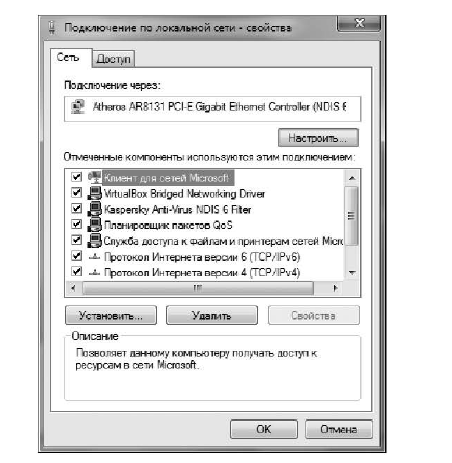 Подключение по локальной сети - свойства
Сеть
Доступ
Подключение через:
Atheros AR8131 PCI-E Gigabit Ethernet Controller (NDIS 6
Настроить...
Отмеченные компоненты используются этим подключением:
Клиент для сетей Microsoft
VirtualBox Bridged Networking Driver
Kaspersky Anti-Virus NDIS 6 Filter
Планировщик пакетов QoS
Служба доступа к файлам и принтерам сетей Micro
Протокол Интернета версии 6 (TCP/IPv6)
Протокол Интернета версии 4 (TCP/IPv4)
Установить...
Удалить
Свойства
Описание
Позволяет данному компьютеру получать доступ к
ресурсам в сети Microsoft.
OK
Отмена